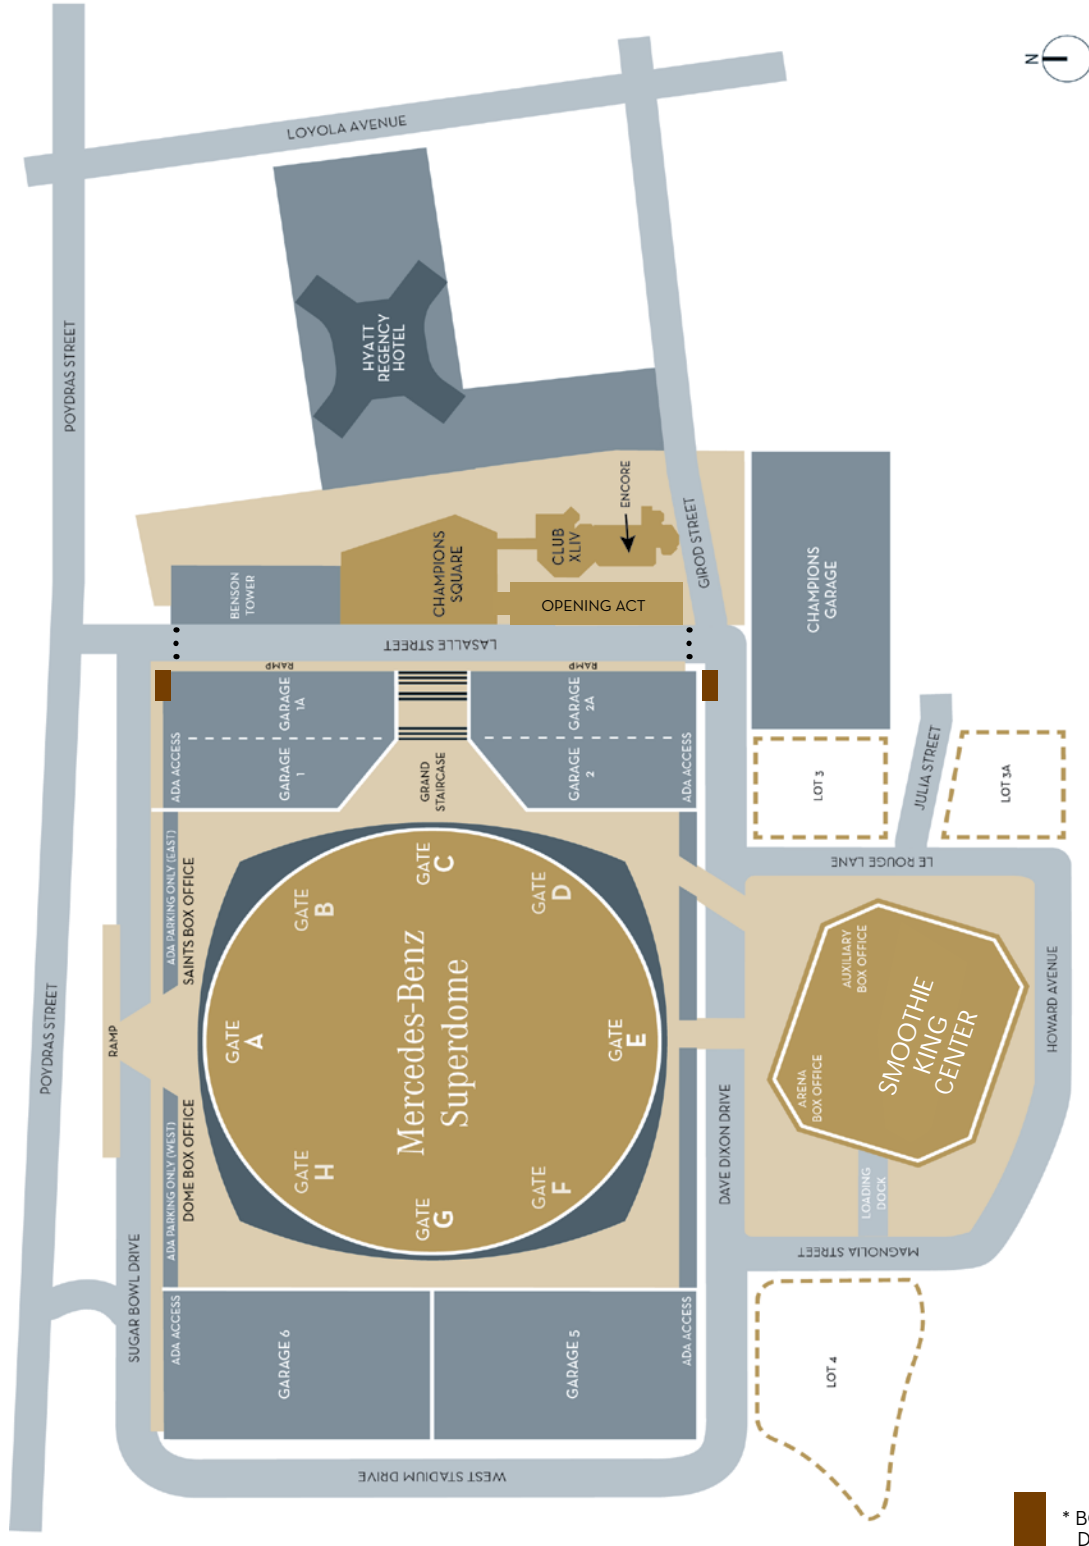 N
LOYOLA AVENUE
POYDRAS STREET
HYATT
REGENCY
HOTEL
ENCORE
GIROD STREET
CLUB
XLIV
CHAMPIONS
SQUARE
OPENING ACT
BENSON
TOWER
CHAMPIONS
GARAGE
LASALLE STREET
RAMP
RAMP
GARAGE
1A
GARAGE
2A
ADA ACCESS
GARAGE
1
GRAND
STAIRCASE
GARAGE
2
ADA ACCESS
LOT 3
JULIA STREET
LOT 3A
LE ROUGE LANE
ADA PARKING ONLY (EAST)
SAINTS BOX OFFICE
GATE
C
GATE
B
GATE
D
GATE
A
GATE
E
Mercedes-Benz
Superdome
GATE
H
GATE
F
GATE
G
POYDRAS STREET
RAMP
AUXILIARY
BOX OFFICE
SMOOTHIE
KING
CENTER
ARENA
BOX OFFICE
HOWARD AVENUE
DAVE DIXON DRIVE
DOME BOX OFFICE
ADA PARKING ONLY (WEST)
LOADING
DOCK
MAGNOLIA STREET
SUGAR BOWL DRIVE
ADA ACCESS
GARAGE 6
GARAGE 5
ADA ACCESS
LOT 4
WEST STADIUM DRIVE
*